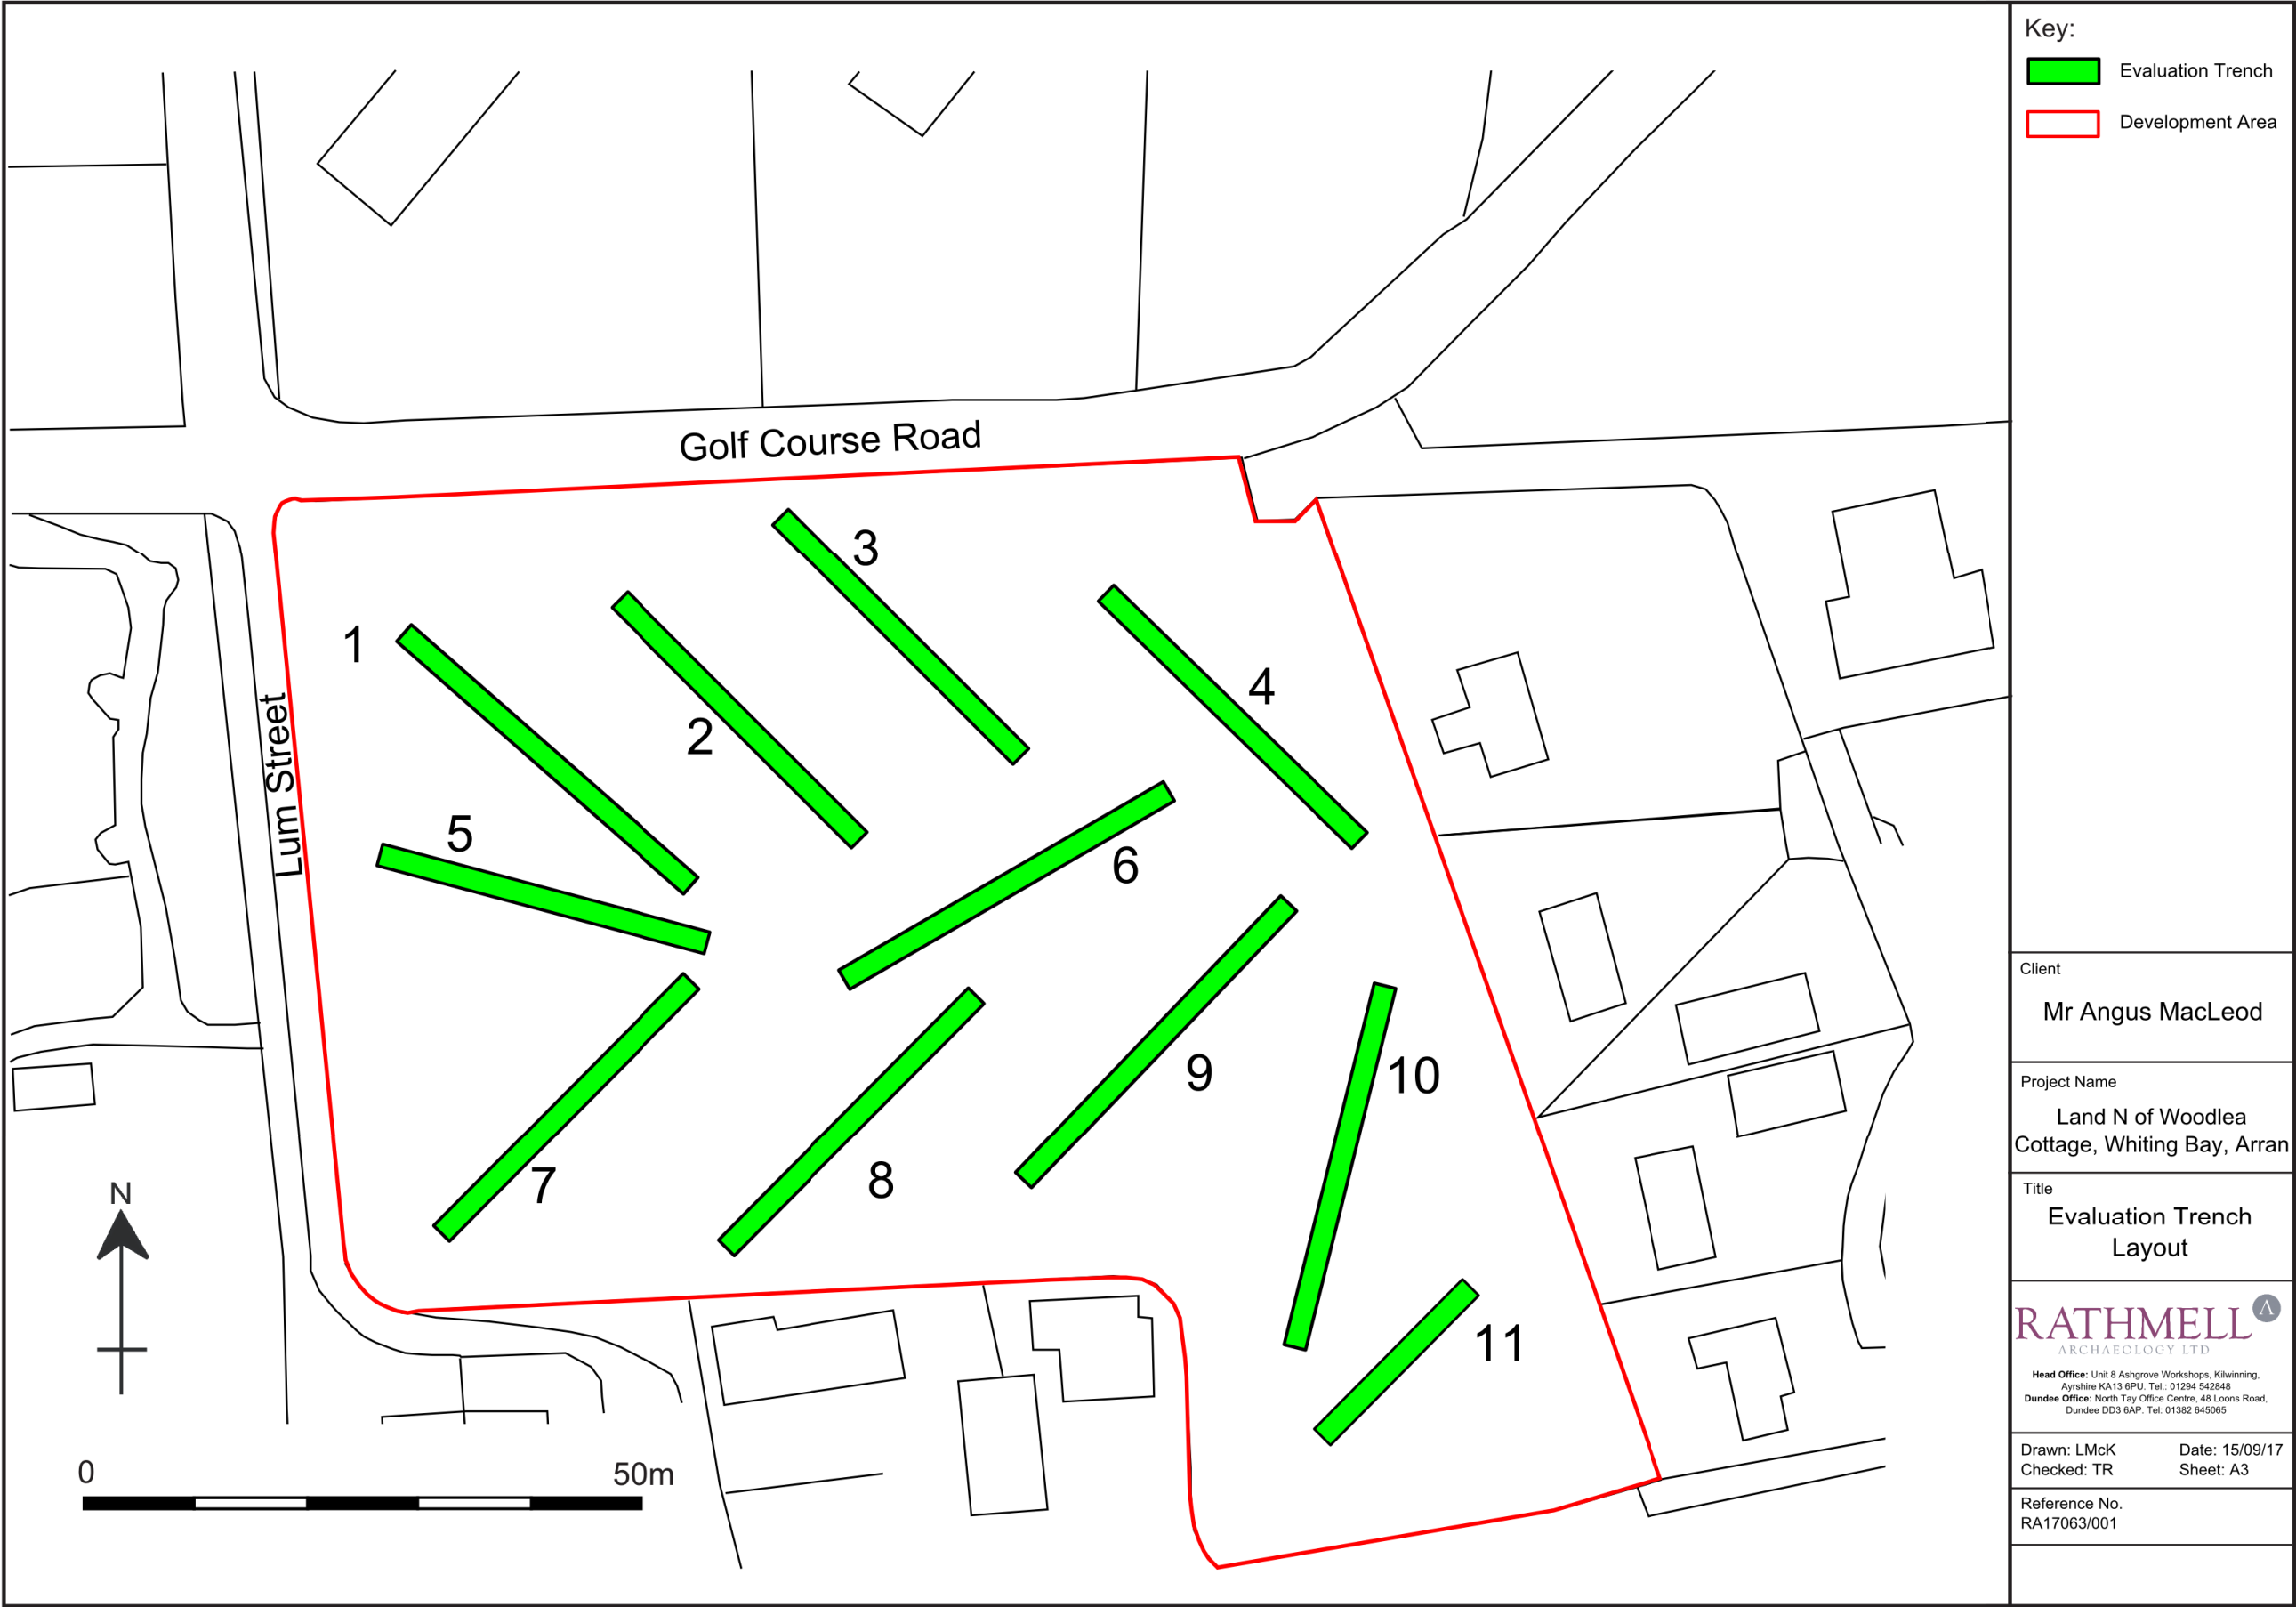 Golf Course Road
Lum Street
1
2
3
4
5
6
7
8
9
10
11
N
0
50m
Key:
Evaluation Trench
Development Area
Client
Mr Angus MacLeod
Project Name
Land N of Woodlea
Cottage, Whiting Bay, Arran
Title
Evaluation Trench
Layout
RATHMELL
ARCHAEOLOGY LTD
Head Office: Unit 8 Ashgrove Workshops, Kilwinning,
Ayrshire KA13 6PU. Tel.: 01294 542848
Dundee Office: North Tay Office Centre, 48 Loons Road,
Dundee DD3 6AP. Tel: 01382 645065
Drawn: LMcK Date: 15/09/17
Checked: TR Sheet: A3
Reference No.
RA17063/001